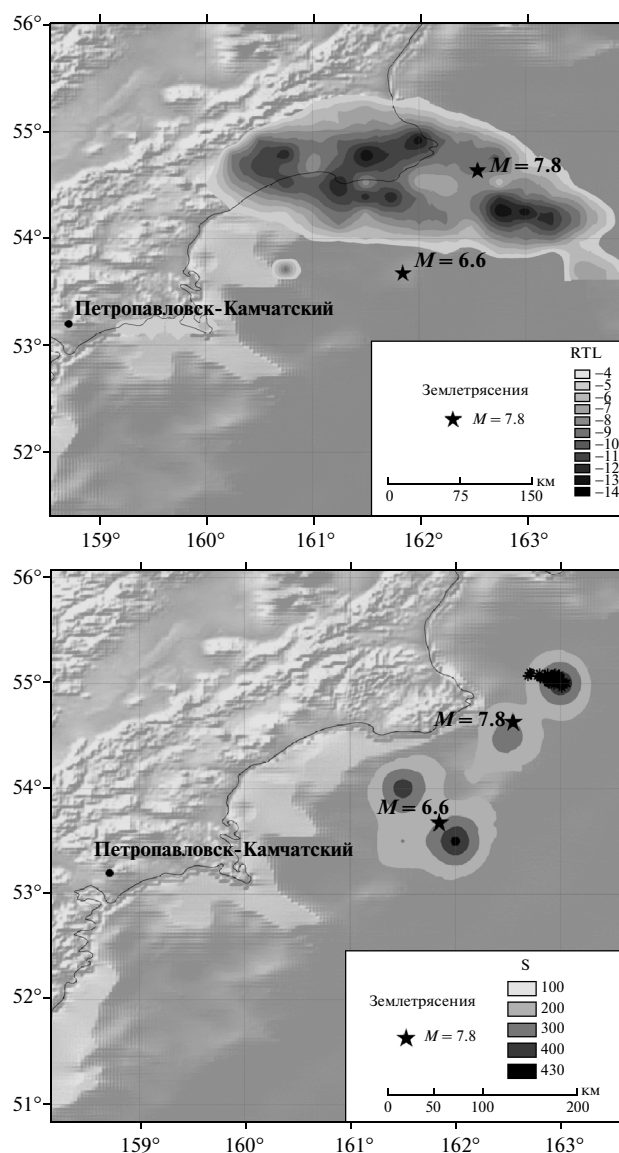 56°
55°
M = 7.8
54°
M = 6.6
Петропавловск-Камчатский
53°
RTL
−4
−5
Землетрясения
−6
−7
M = 7.8
−8
−9
52°
−10
−11
−12
км
−13
0 75 150
−14
159° 160° 161° 162° 163°
56°
55°
M = 7.8
54°
M = 6.6
Петропавловск-Камчатский
53°
S
100
Землетрясения
200
52°
M = 7.8
300
400
430
км
51°
0 50 100 200
159° 160° 161° 162° 163°